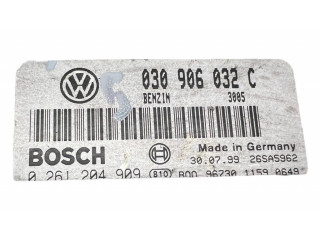 030 906 032 C
BENZIN 3005
BOSCH
Made in Germany
30.07.99 26SA5962
0 261 204 909 (B10) 96730 1159 0649